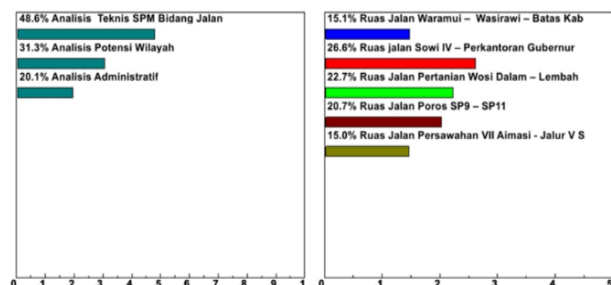 48.6% Analisis Teknis SPM Bidang Jalan
31.3% Analisis Potensi Wilayah
20.1% Analisis Administratif
0 .1 .2 .3 .4 .5 .6 .7 .8 .9 1
15.1% Ruas Jalan Waramui – Wasirawi – Batas Kab
26.6% Ruas jalan Sowi IV – Perkantoran Gubernur
22.7% Ruas Jalan Pertanian Wosi Dalam – Lembah
20.7% Ruas Jalan Poros SP9 – SP11
15.0% Ruas Jalan Persawahan VII Aimasi - Jalur V S
0 .1 .2 .3 .4